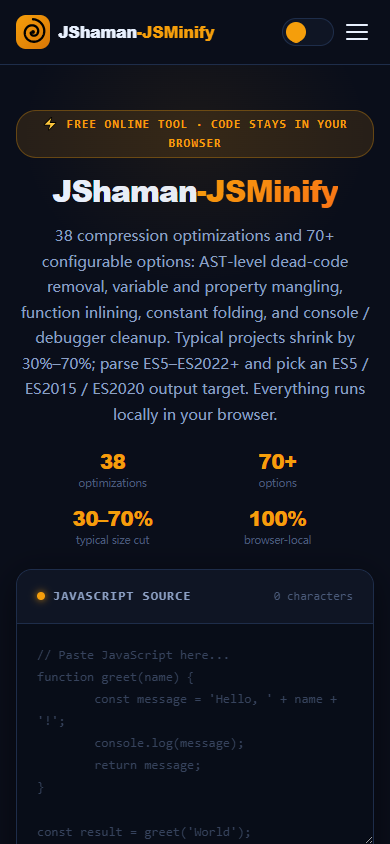 JShaman-JSMinify
⚡ FREE ONLINE TOOL · CODE STAYS IN YOUR
BROWSER
JShaman-JSMinify
38 compression optimizations and 70+
configurable options: AST-level dead-code
removal, variable and property mangling,
function inlining, constant folding, and console /
debugger cleanup. Typical projects shrink by
30%–70%; parse ES5–ES2022+ and pick an ES5 /
ES2015 / ES2020 output target. Everything runs
locally in your browser.
38
optimizations
70+
options
30–70%
typical size cut
100%
browser-local
JAVASCRIPT SOURCE
0 characters
// Paste JavaScript here...
function greet(name) {
const message = 'Hello, ' + name +
'!';
console.log(message);
return message;
}
const result = greet('World');